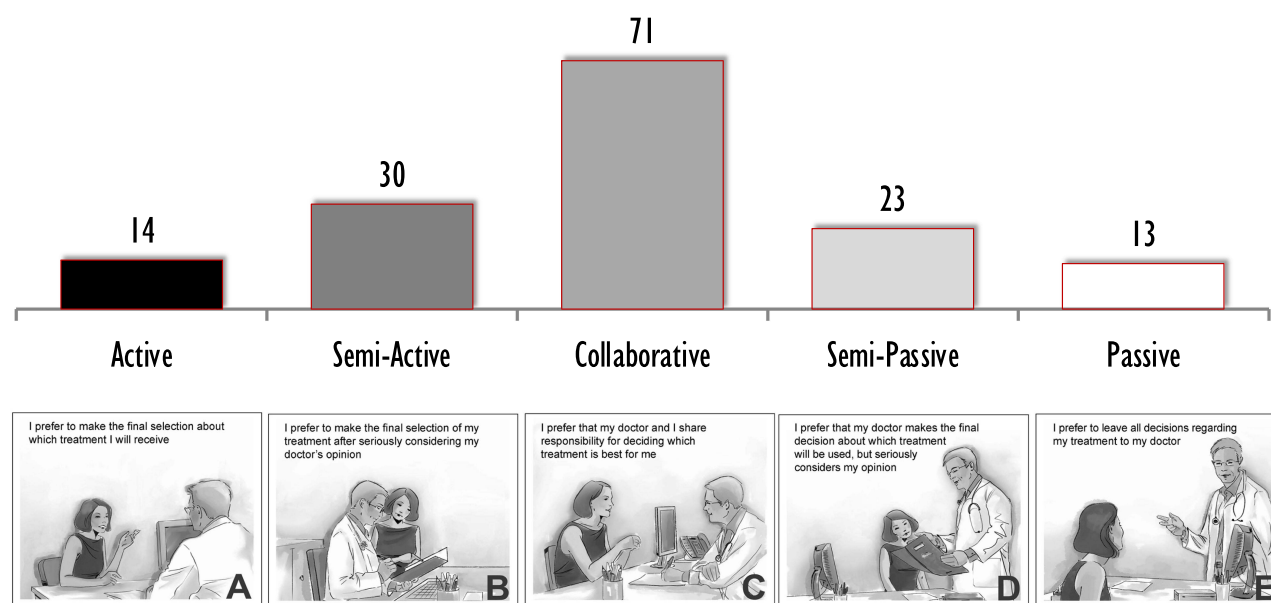 71
30
23
14
13
Active
Semi-Active
Collaborative
Semi-Passive
Passive
I prefer to make the final selection about
which treatment I will receive
A
I prefer to make the final selection of my
treatment after seriously considering my
doctor's opinion
B
I prefer that my doctor and I share
responsibility for deciding which
treatment is best for me
C
I prefer that my doctor makes the final
decision about which treatment
will be used, but seriously
considers my opinion
D
I prefer to leave all decisions regarding
my treatment to my doctor
E